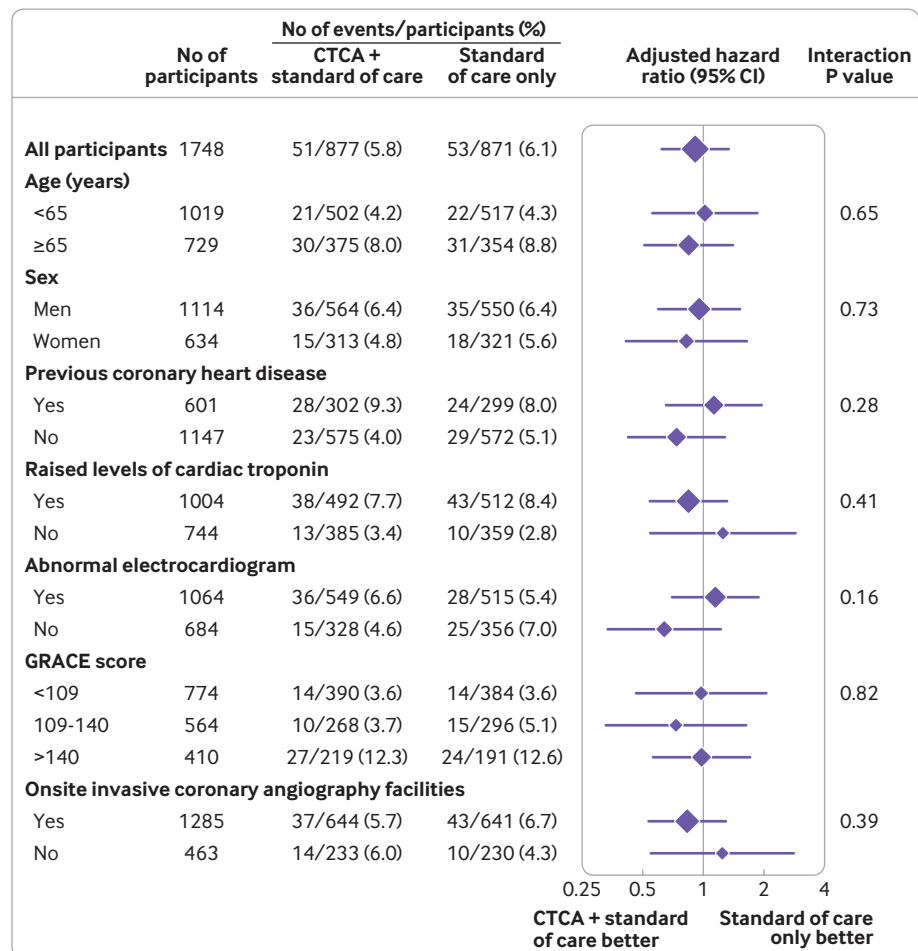 No of events/participants (%)
No of participants CTCA + standard of care Standard of care only Adjusted hazard ratio (95% CI) Interaction P value
All participants 1748 51/877 (5.8) 53/871 (6.1)
Age (years)
<65 1019 21/502 (4.2) 22/517 (4.3) 0.65
≥65 729 30/375 (8.0) 31/354 (8.8)
Sex
Men 1114 36/564 (6.4) 35/550 (6.4) 0.73
Women 634 15/313 (4.8) 18/321 (5.6)
Previous coronary heart disease
Yes 601 28/302 (9.3) 24/299 (8.0) 0.28
No 1147 23/575 (4.0) 29/572 (5.1)
Raised levels of cardiac troponin
Yes 1004 38/492 (7.7) 43/512 (8.4) 0.41
No 744 13/385 (3.4) 10/359 (2.8)
Abnormal electrocardiogram
Yes 1064 36/549 (6.6) 28/515 (5.4) 0.16
No 684 15/328 (4.6) 25/356 (7.0)
GRACE score
<109 774 14/390 (3.6) 14/384 (3.6) 0.82
109-140 564 10/268 (3.7) 15/296 (5.1)
>140 410 27/219 (12.3) 24/191 (12.6)
Onsite invasive coronary angiography facilities
Yes 1285 37/644 (5.7) 43/641 (6.7) 0.39
No 463 14/233 (6.0) 10/230 (4.3)
0.25 0.5 1 2 4
CTCA + standard of care better Standard of care only better